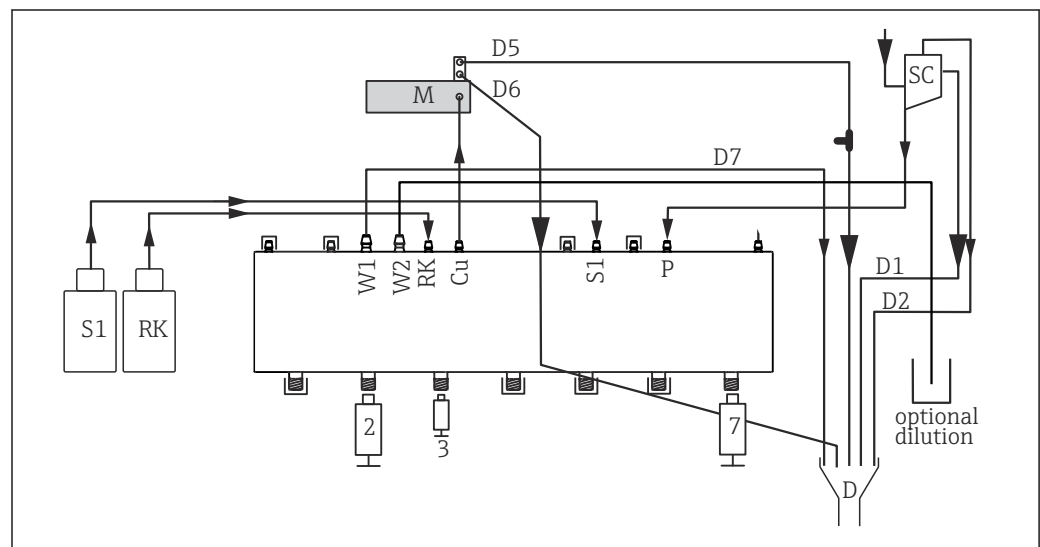 D5
SC
M
D6
D7
W1
W2
RK
Cu
S1
P
D1
S1
RK
D2
2
3
7
optional
dilution
D